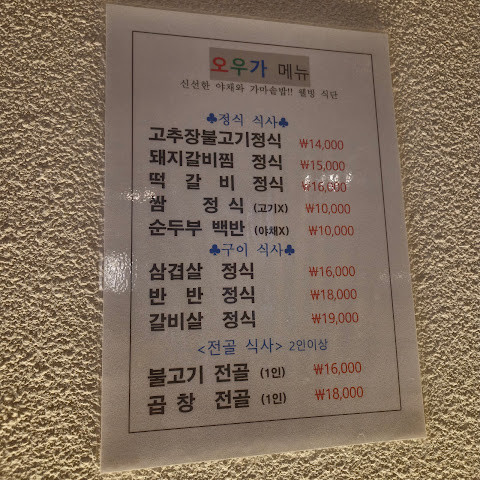 오우가 메뉴
신선한 야채와 가마솥밥!! 웰빙 식단
♣정식 식사♣
고추장불고기정식 ₩14,000
돼지갈비찜 정식 ₩15,000
떡 갈 비 정식 ₩16,000
쌈 정식 (고기X) ₩10,000
순두부 백반 (야채X) ₩10,000
♣구이 식사♣
삼겹살 정식 ₩16,000
반 반 정식 ₩18,000
갈비살 정식 ₩19,000
<전골 식사> 2인이상
불고기 전골 (1인) ₩16,000
곱 창 전골 (1인) ₩18,000